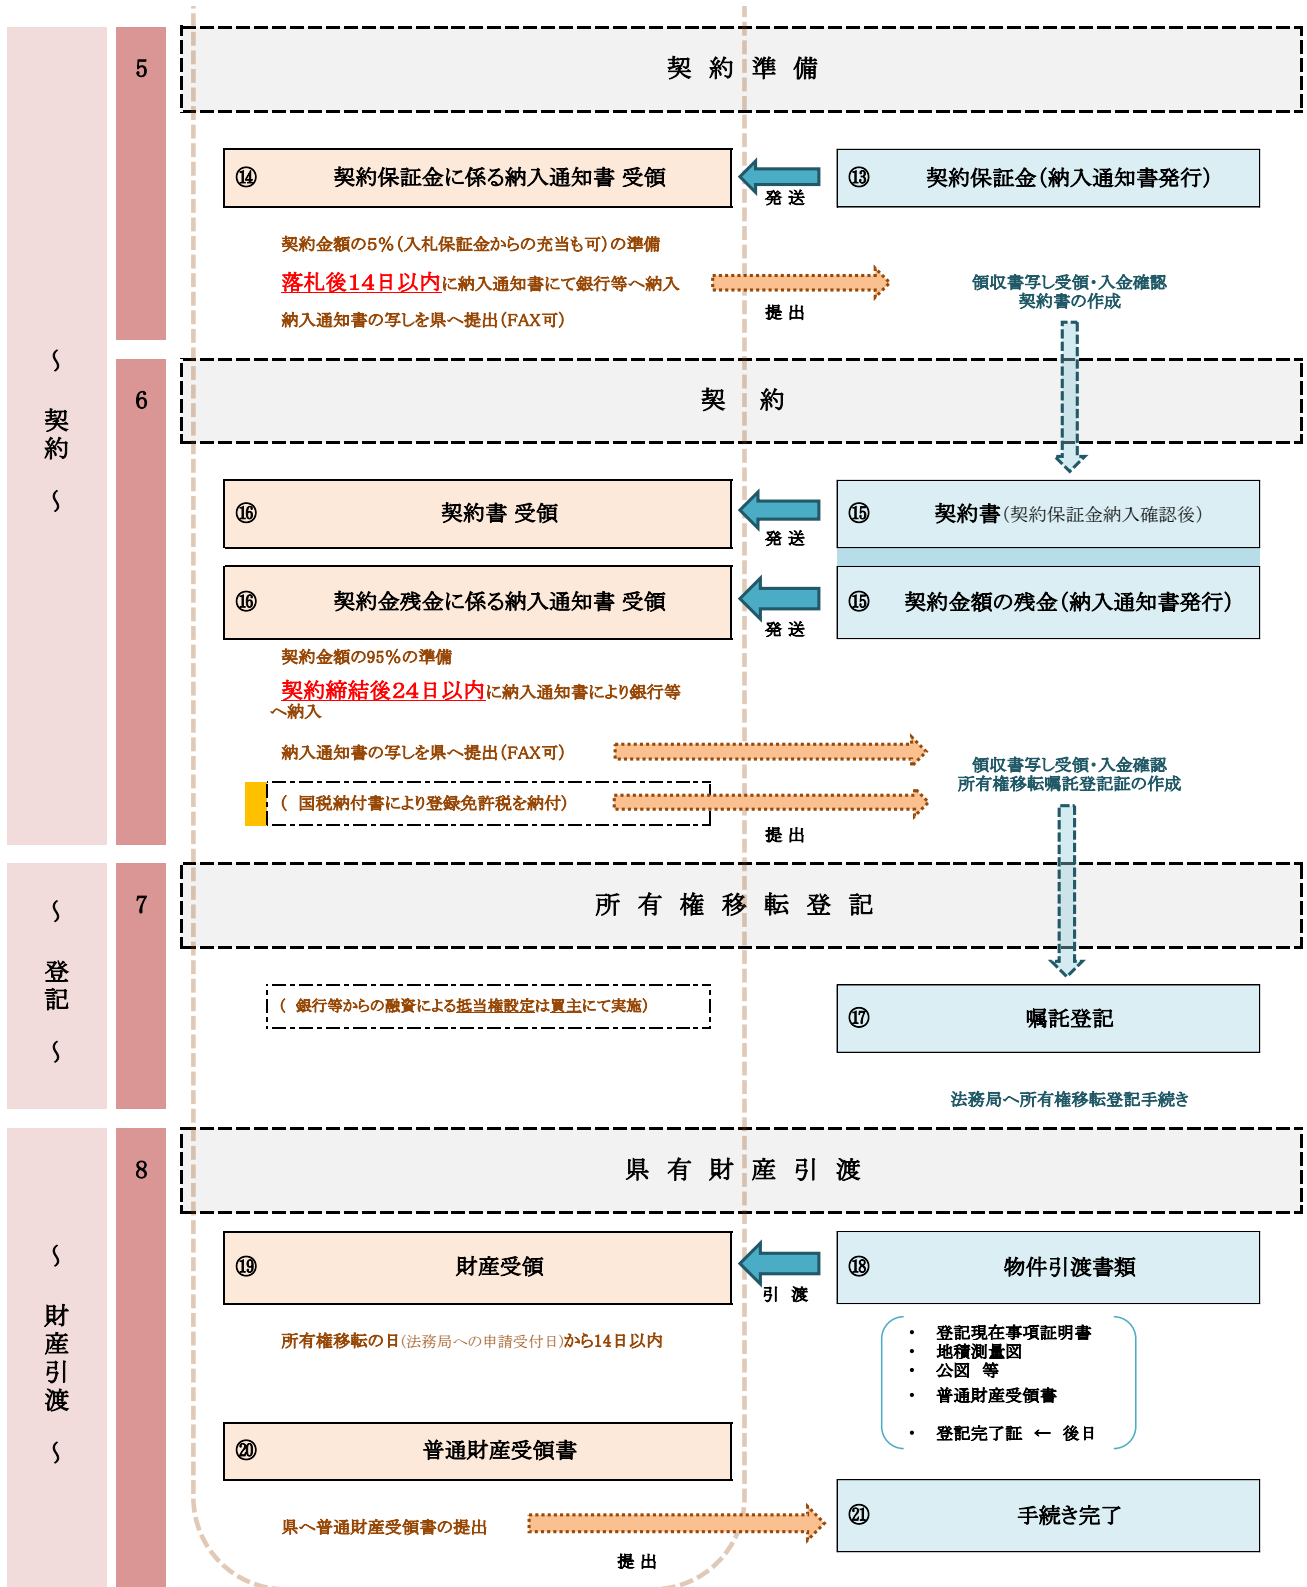 5
契 約 準 備
⑭ 契約保証金に係る納入通知書 受領
発 送
⑬ 契約保証金(納入通知書発行)
契約金額の5%(入札保証金からの充当も可)の準備
落札後14日以内に納入通知書にて銀行等へ納入
納入通知書の写しを県へ提出(FAX可)
提 出
領収書写し受領・入金確認
契約書の作成
～ 契約 ～
6
契 約
⑯ 契約書 受領
発 送
⑮ 契約書(契約保証金納入確認後)
⑯ 契約金残金に係る納入通知書 受領
発 送
⑮ 契約金額の残金(納入通知書発行)
契約金額の95%の準備
契約締結後24日以内に納入通知書により銀行等
へ納入
納入通知書の写しを県へ提出(FAX可)
( 国税納付書により登録免許税を納付)
提 出
領収書写し受領・入金確認
所有権移転嘱託登記証の作成
～ 登記 ～
7
所 有 権 移 転 登 記
( 銀行等からの融資による抵当権設定は買主にて実施)
⑰ 嘱託登記
法務局へ所有権移転登記手続き
～ 財産引渡 ～
8
県 有 財 産 引 渡
⑲ 財産受領
引 渡
⑱ 物件引渡書類
所有権移転の日(法務局への申請受付日)から14日以内
・ 登記現在事項証明書
・ 地積測量図
・ 公図 等
・ 普通財産受領書
・ 登記完了証 ← 後日
⑳ 普通財産受領書
県へ普通財産受領書の提出
提 出
㉑ 手続き完了